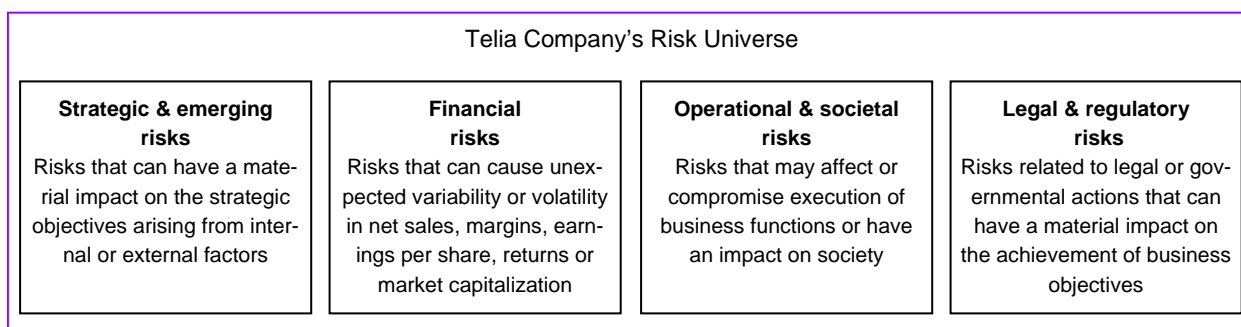 Telia Company's Risk Universe
Strategic & emerging
risks
Risks that can have a mate-
rial impact on the strategic
objectives arising from inter-
nal or external factors
Financial
risks
Risks that can cause unex-
pected variability or volatility
in net sales, margins, earn-
ings per share, returns or
market capitalization
Operational & societal
risks
Risks that may affect or
compromise execution of
business functions or have
an impact on society
Legal & regulatory
risks
Risks related to legal or gov-
ernmental actions that can
have a material impact on
the achievement of business
objectives